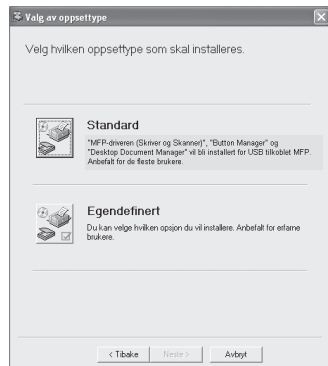 Valg av oppsettype
Velg hvilken oppsettype som skal installeres.
Standard
"MFP-driveren (Skriver og Skanner)", "Button Manager" og
"Desktop Document Manager" vil bli installert for USB tilkoblet MFP.
Anbefalt for de fleste brukere.
Egendefinert
Du kan velge hvilken opsjon du vil installere. Anbefalt for erfarne
brukere.
< Tibake Neste > Avbryt